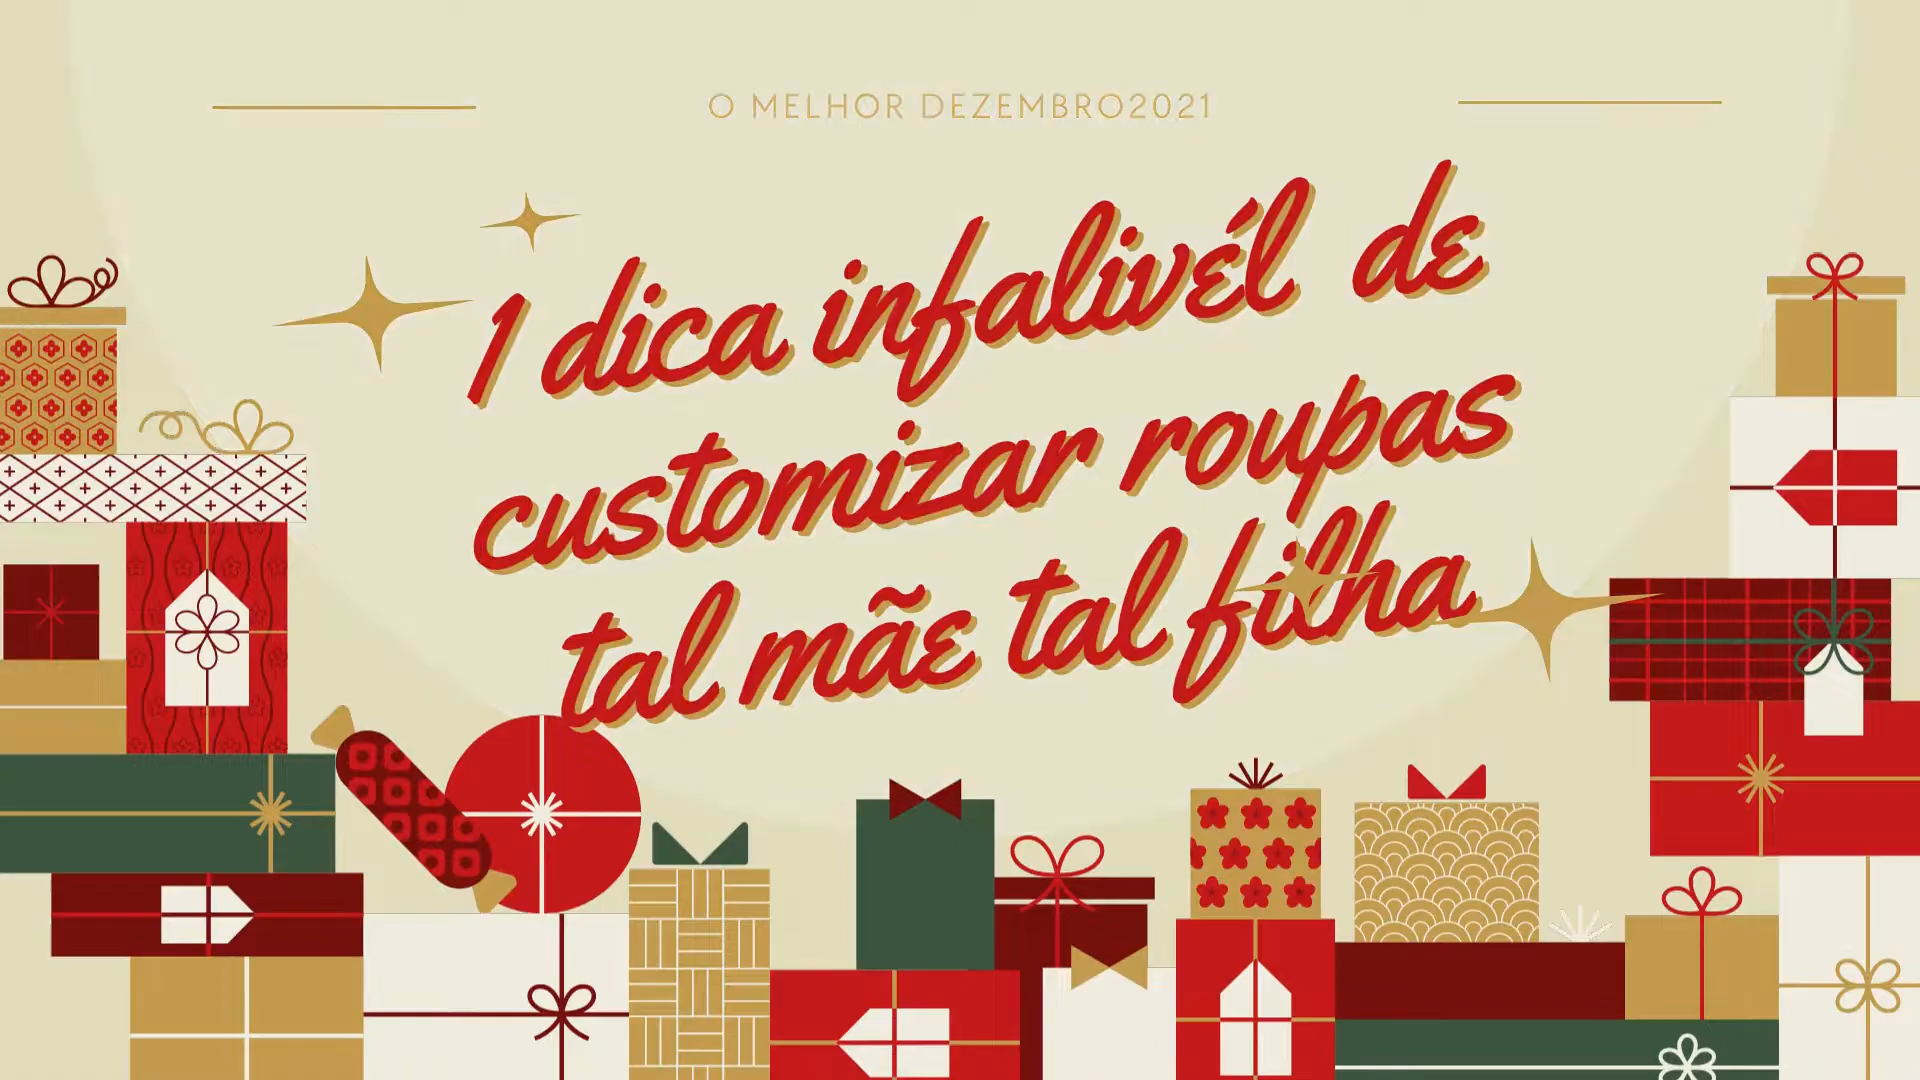 O MELHOR DEZEMBRO2021
1 dica infalivél de
customizar roupas
tal mãe tal filha